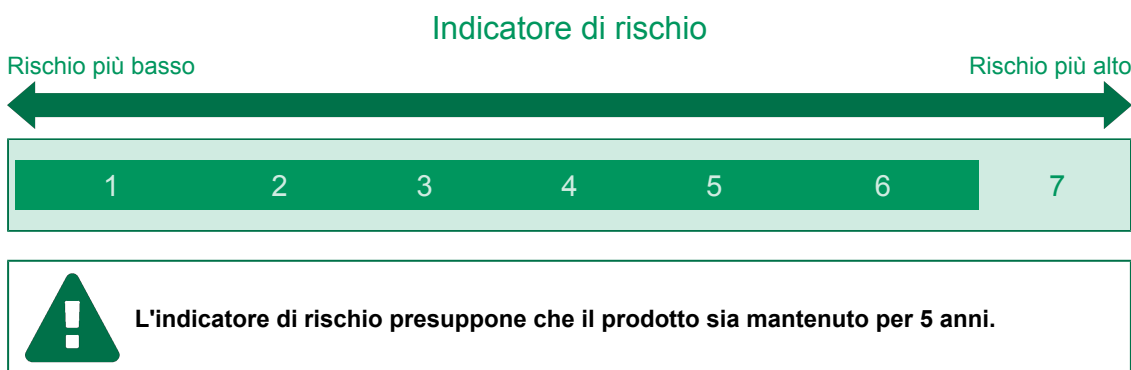 Indicatore di rischio
Rischio più basso Rischio più alto
1 2 3 4 5 6 7
L'indicatore di rischio presuppone che il prodotto sia mantenuto per 5 anni.